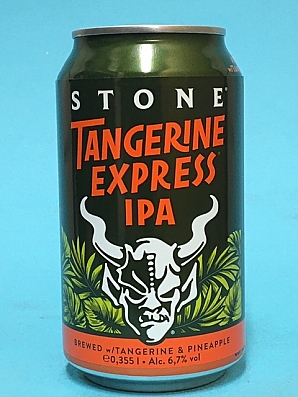 STONE
TANGERINE
EXPRESS
IPA
BREWED w/TANGERINE & PINEAPPLE
℮0,355 l • Alc. 6,7% vol